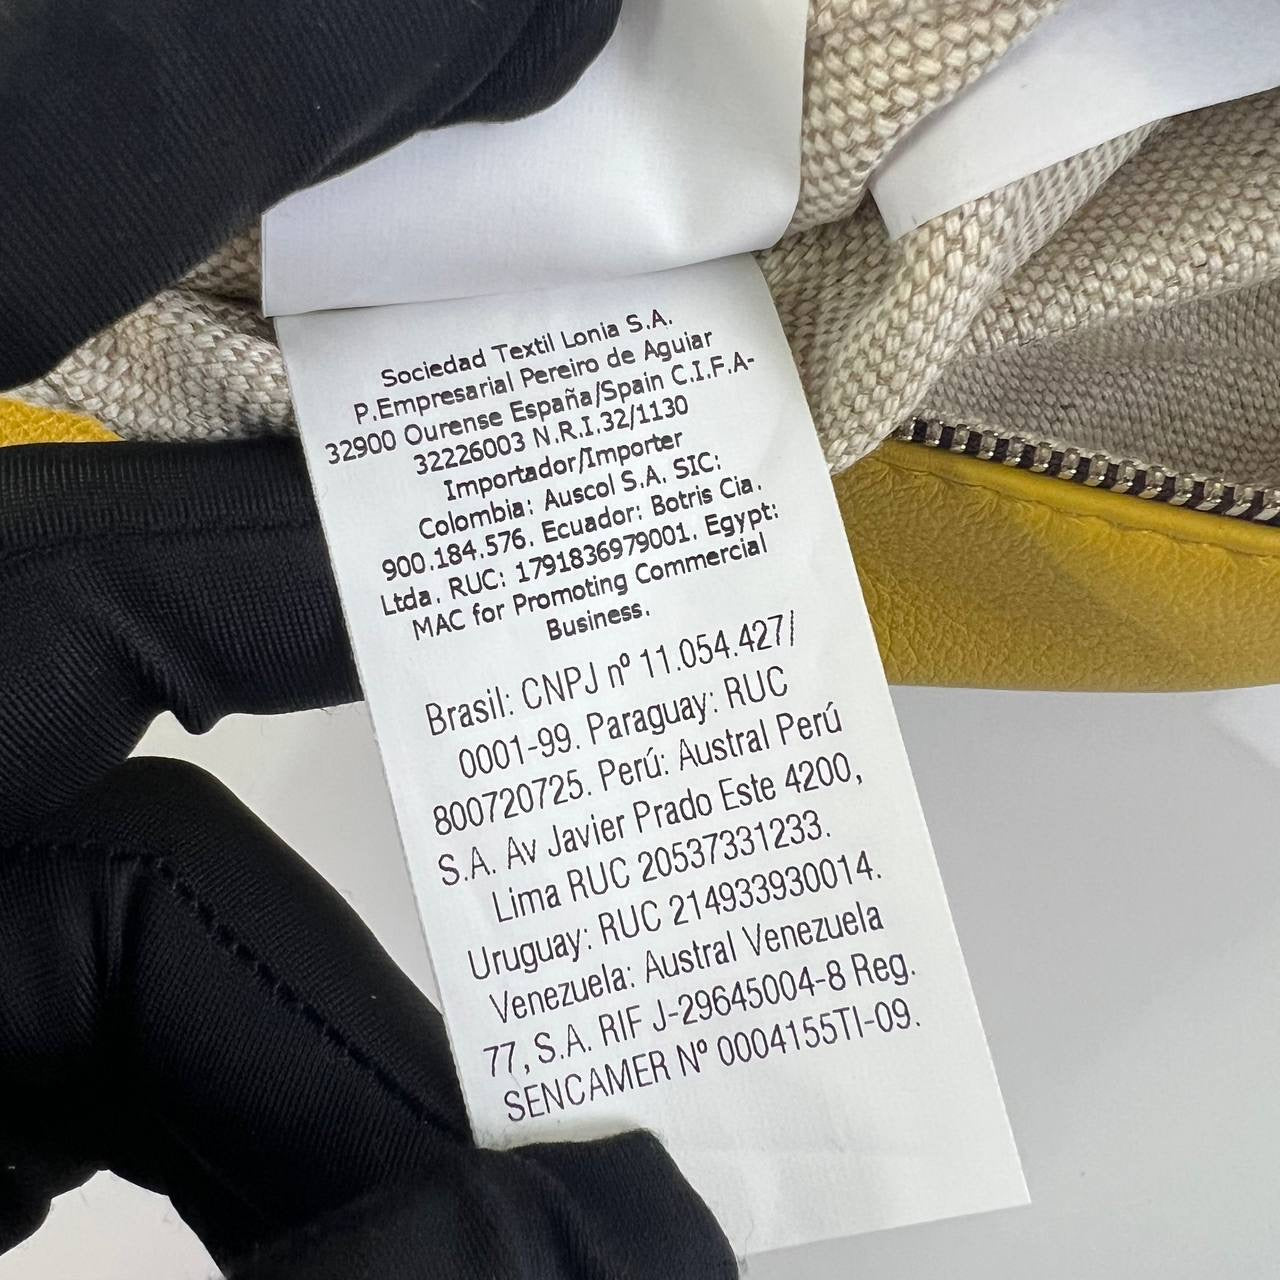 Sociedad Textil Lonia S.A.
P.Empresarial Pereiro de Aguiar
32900 Ourense España/Spain C.I.F.A-
32226003 N.R.I.32/1130
Importador/Importer
Colombia: Auscol S.A. SIC:
900.184.576. Ecuador: Botris Cia.
Ltda. RUC: 1791836979001. Egypt:
MAC for Promoting Commercial
Business.
Brasil: CNPJ nº 11.054.427/
0001-99. Paraguay: RUC
800720725. Perú: Austral Perú
S.A. Av Javier Prado Este 4200,
Lima RUC 20537331233.
Uruguay: RUC 214933930014.
Venezuela: Austral Venezuela
77, S.A. RIF J-29645004-8 Reg.
SENCAMER Nº 0004155TI-09.